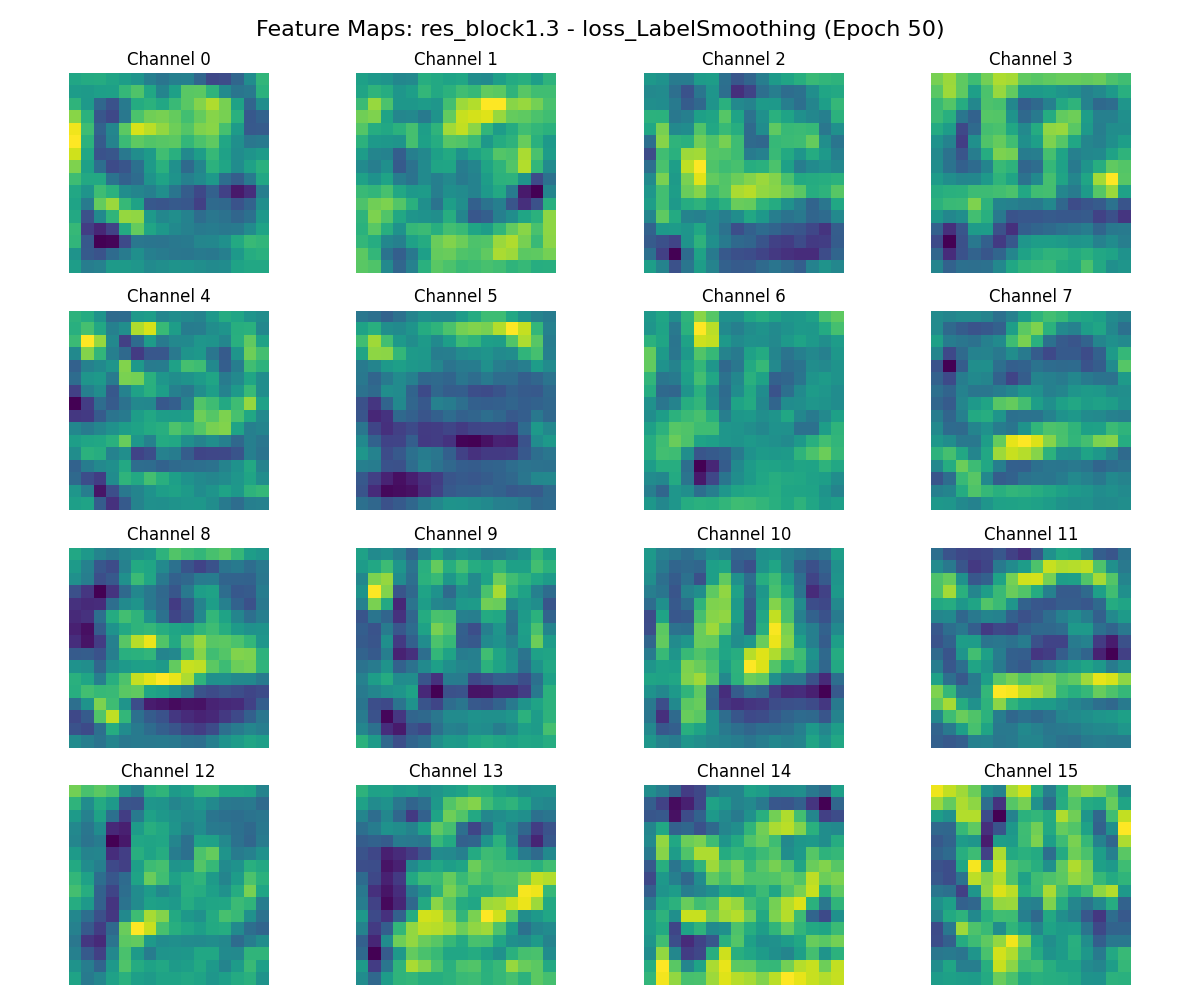 Feature Maps: res_block1.3 - loss_LabelSmoothing (Epoch 50)
Channel 0
Channel 1
Channel 2
Channel 3
Channel 4
Channel 5
Channel 6
Channel 7
Channel 8
Channel 9
Channel 10
Channel 11
Channel 12
Channel 13
Channel 14
Channel 15